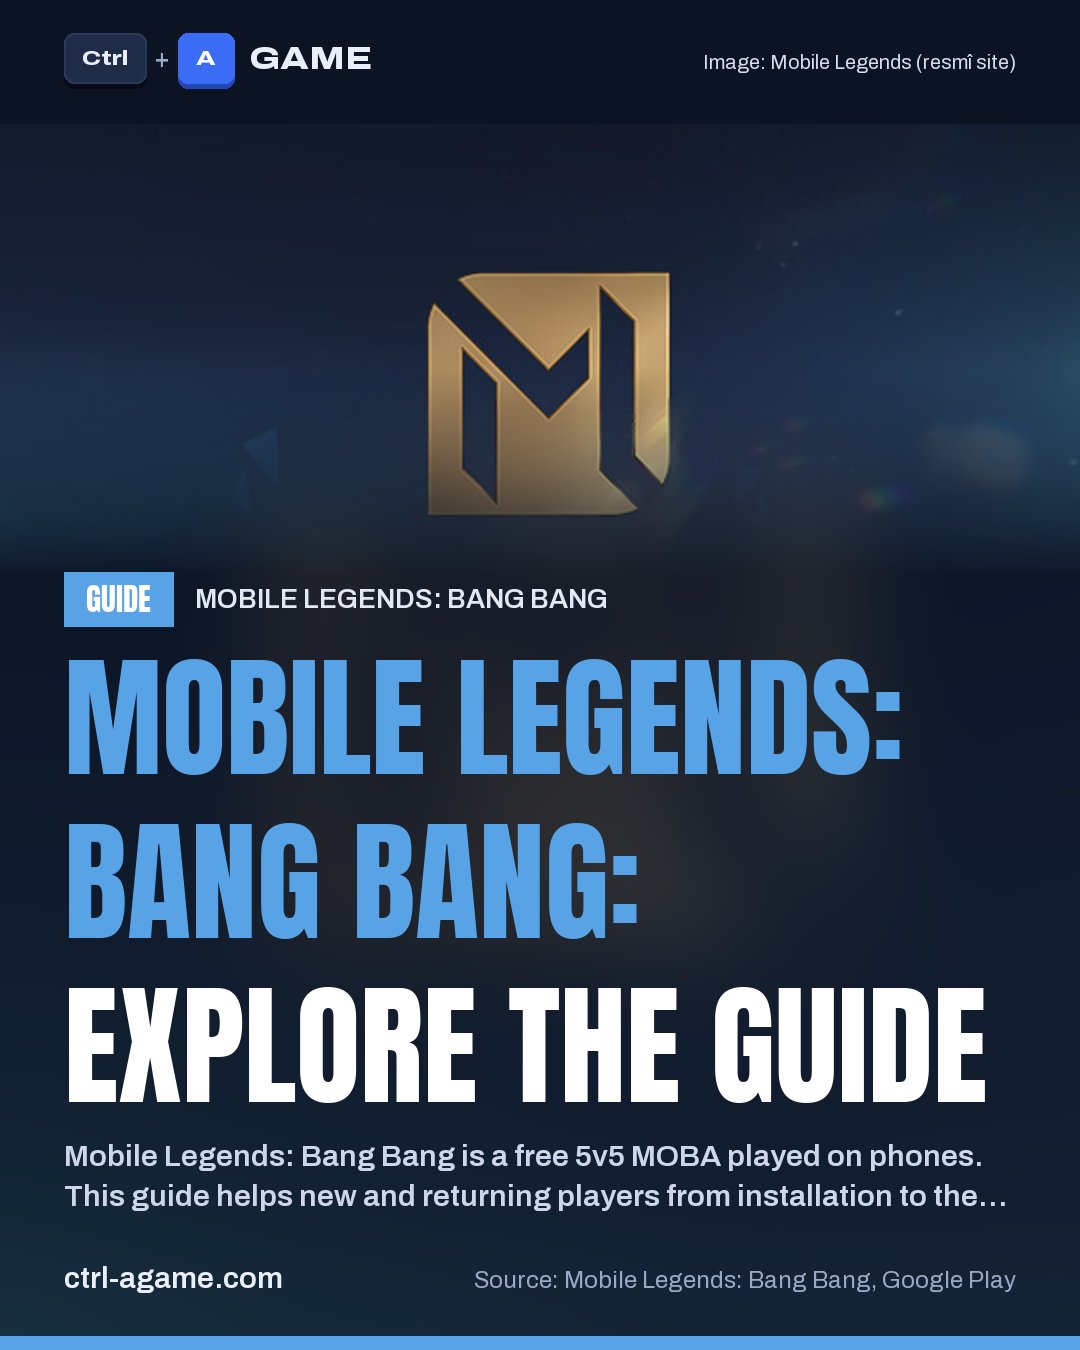 Ctrl + A GAME
Image: Mobile Legends (resmî site)
GUIDE MOBILE LEGENDS: BANG BANG
MOBILE LEGENDS:
BANG BANG:
EXPLORE THE GUIDE
Mobile Legends: Bang Bang is a free 5v5 MOBA played on phones.
This guide helps new and returning players from installation to the...
ctrl-agame.com
Source: Mobile Legends: Bang Bang, Google Play